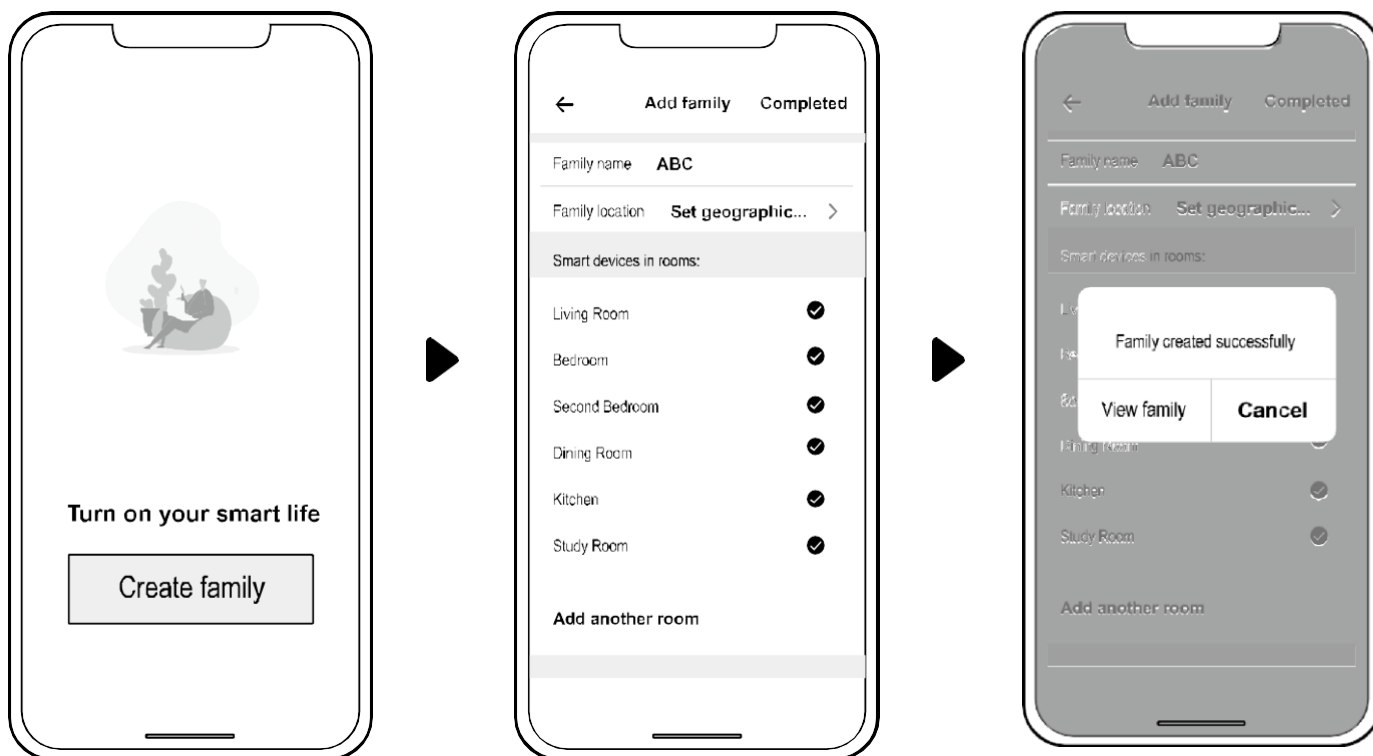 Turn on your smart life
Create family
Add family Completed
Family name ABC
Family location Set geographic...
Smart devices in rooms:
Living Room
Bedroom
Second Bedroom
Dining Room
Kitchen
Study Room
Add another room
Add family Completed
Family name ABC
Family location Set geographic...
Smart devices in rooms:
Family created successfully
View family Cancel
Dining Room
Kitchen
Study Room
Add another room